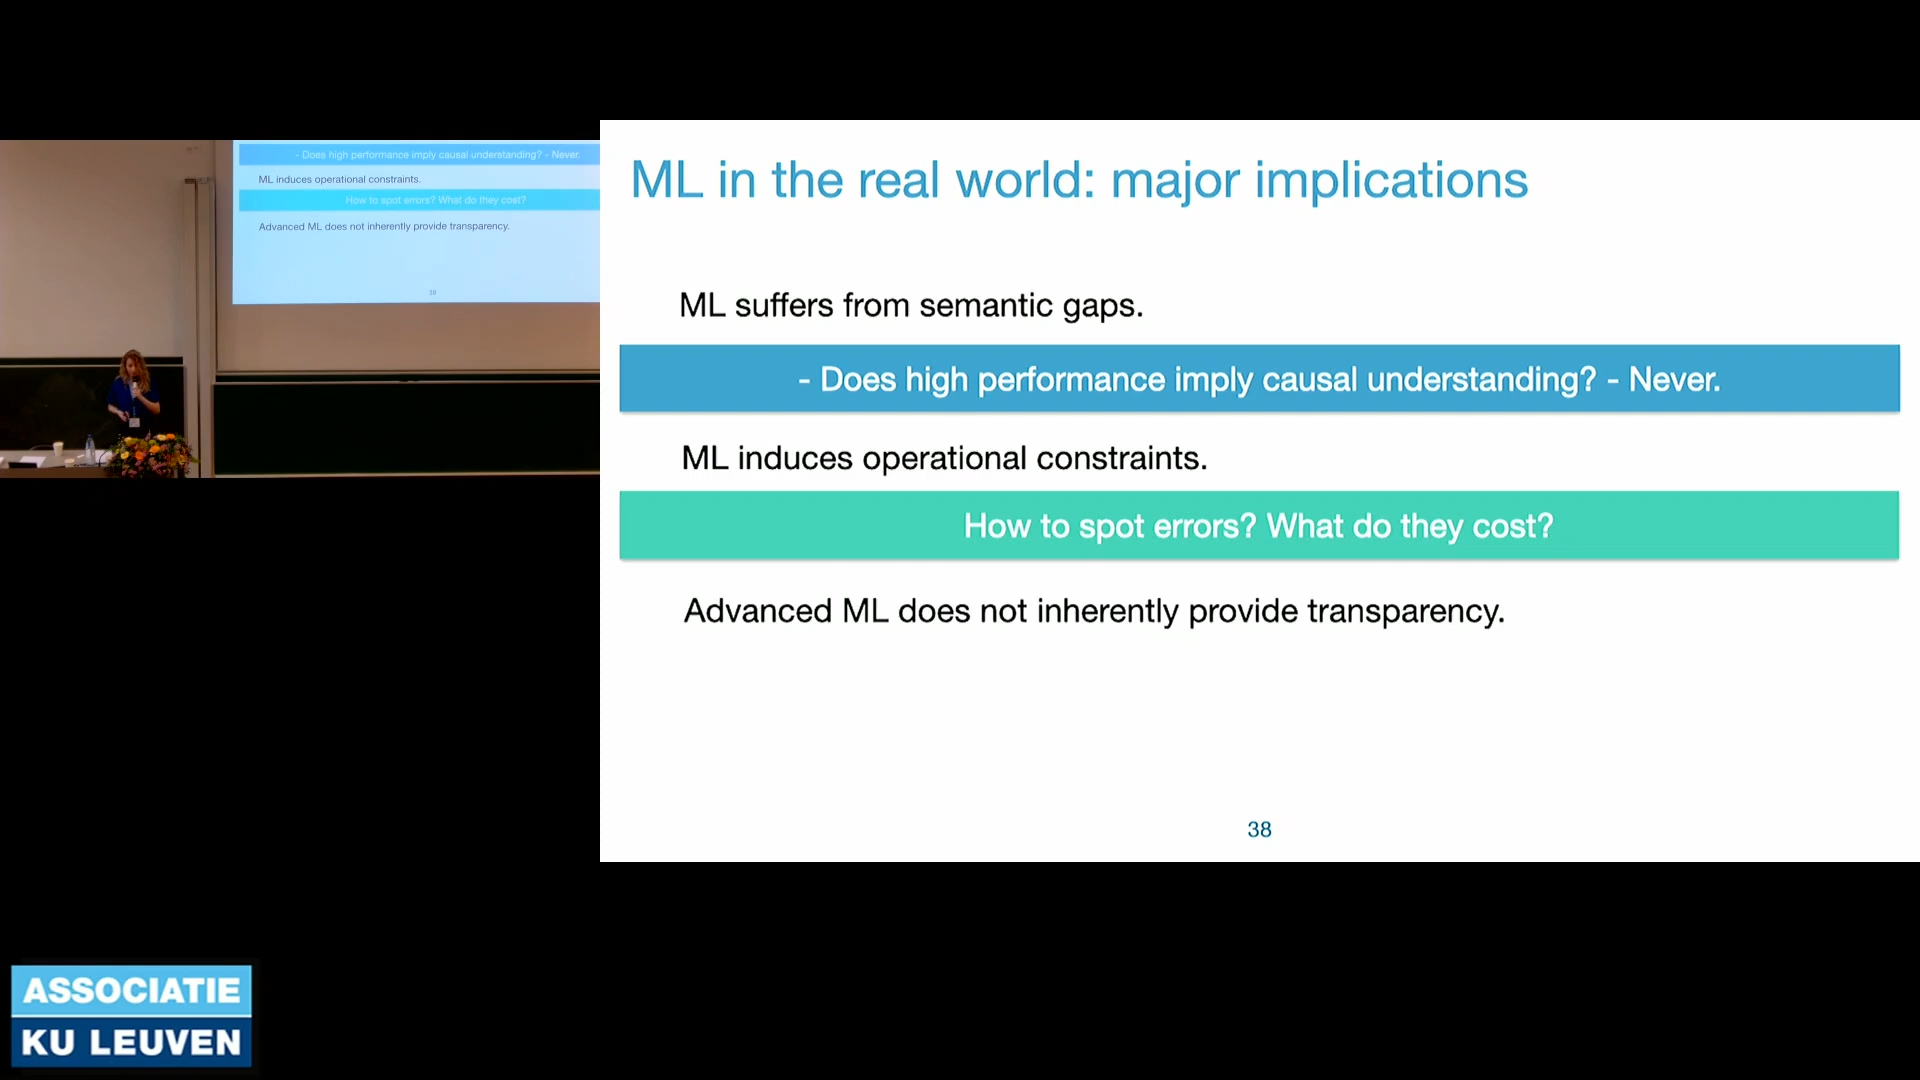 - Does high performance imply causal understanding? - Never.
ML induces operational constraints.
How to spot errors? What do they cost?
Advanced ML does not inherently provide transparency.
38
ML in the real world: major implications
ML suffers from semantic gaps.
- Does high performance imply causal understanding? - Never.
ML induces operational constraints.
How to spot errors? What do they cost?
Advanced ML does not inherently provide transparency.
38
ASSOCIATIE
KU LEUVEN